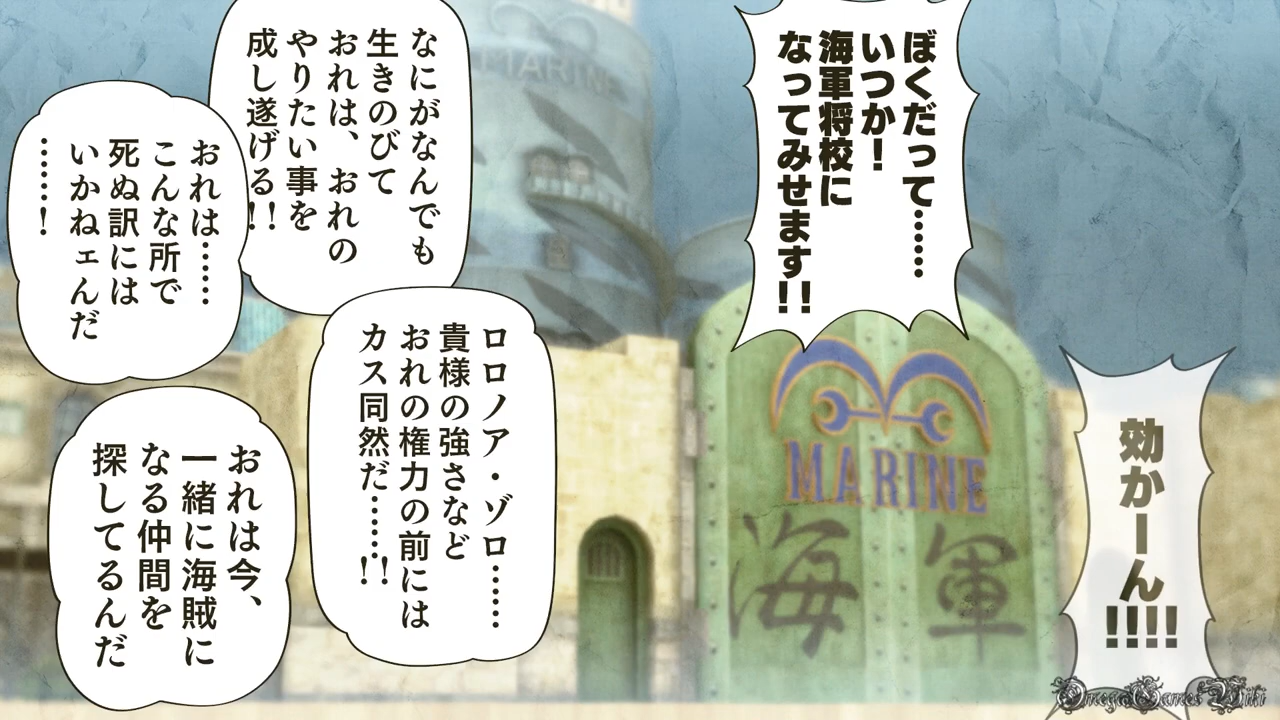 ぼくだって……
いつか！
海軍将校に
なってみせます!!
効かーん!!!!
なにがなんでも
生きのびて
おれは、おれの
やりたい事を
成し遂げる!!
おれは……
こんな所で
死ぬ訳には
いかねェんだ
……!
ロロノア・ゾロ……
貴様の強さなど
おれの権力の前には
カス同然だ……!!
おれは今、
一緒に海賊に
なる仲間を
探してるんだ
MARINE
MARINE
海軍
Omega Games Wiki